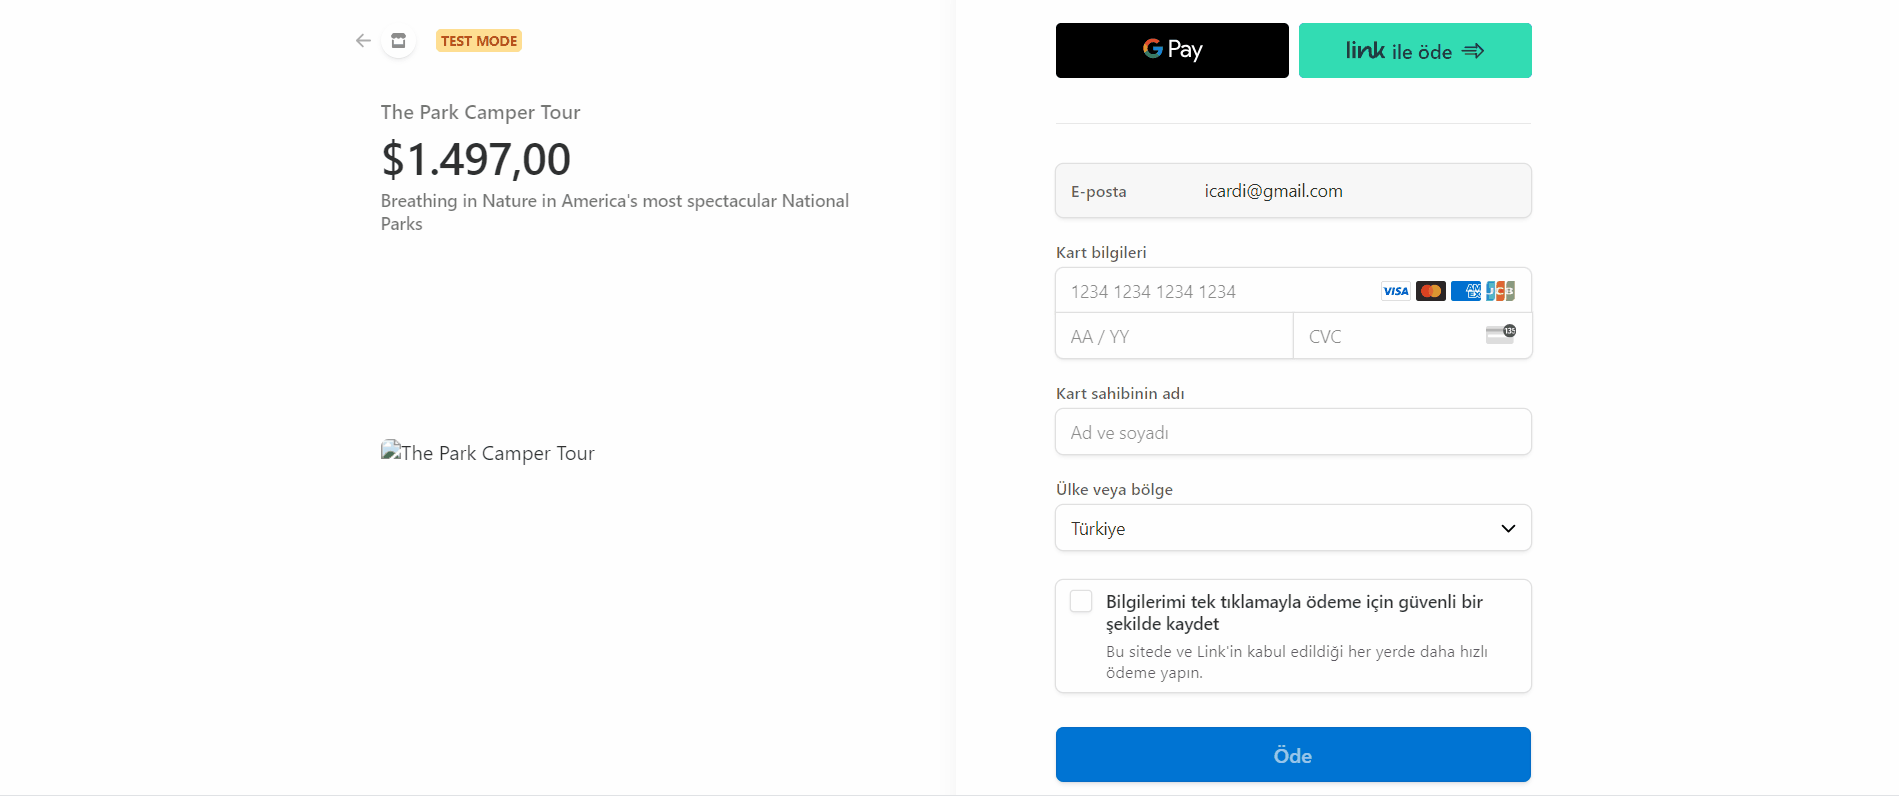 TEST MODE
The Park Camper Tour
$1.497,00
Breathing in Nature in America's most spectacular National
Parks
The Park Camper Tour
G Pay
link ile öde
E-posta icardi@gmail.com
Kart bilgileri
1234 1234 1234 1234 VISA AMEX JCB
AA / YY CVC 135
Kart sahibinin adı
Ad ve soyadı
Ülke veya bölge
Türkiye
Bilgilerimi tek tıklamayla ödeme için güvenli bir
şekilde kaydet
Bu sitede ve Link'in kabul edildiği her yerde daha hızlı
ödeme yapın.
Öde